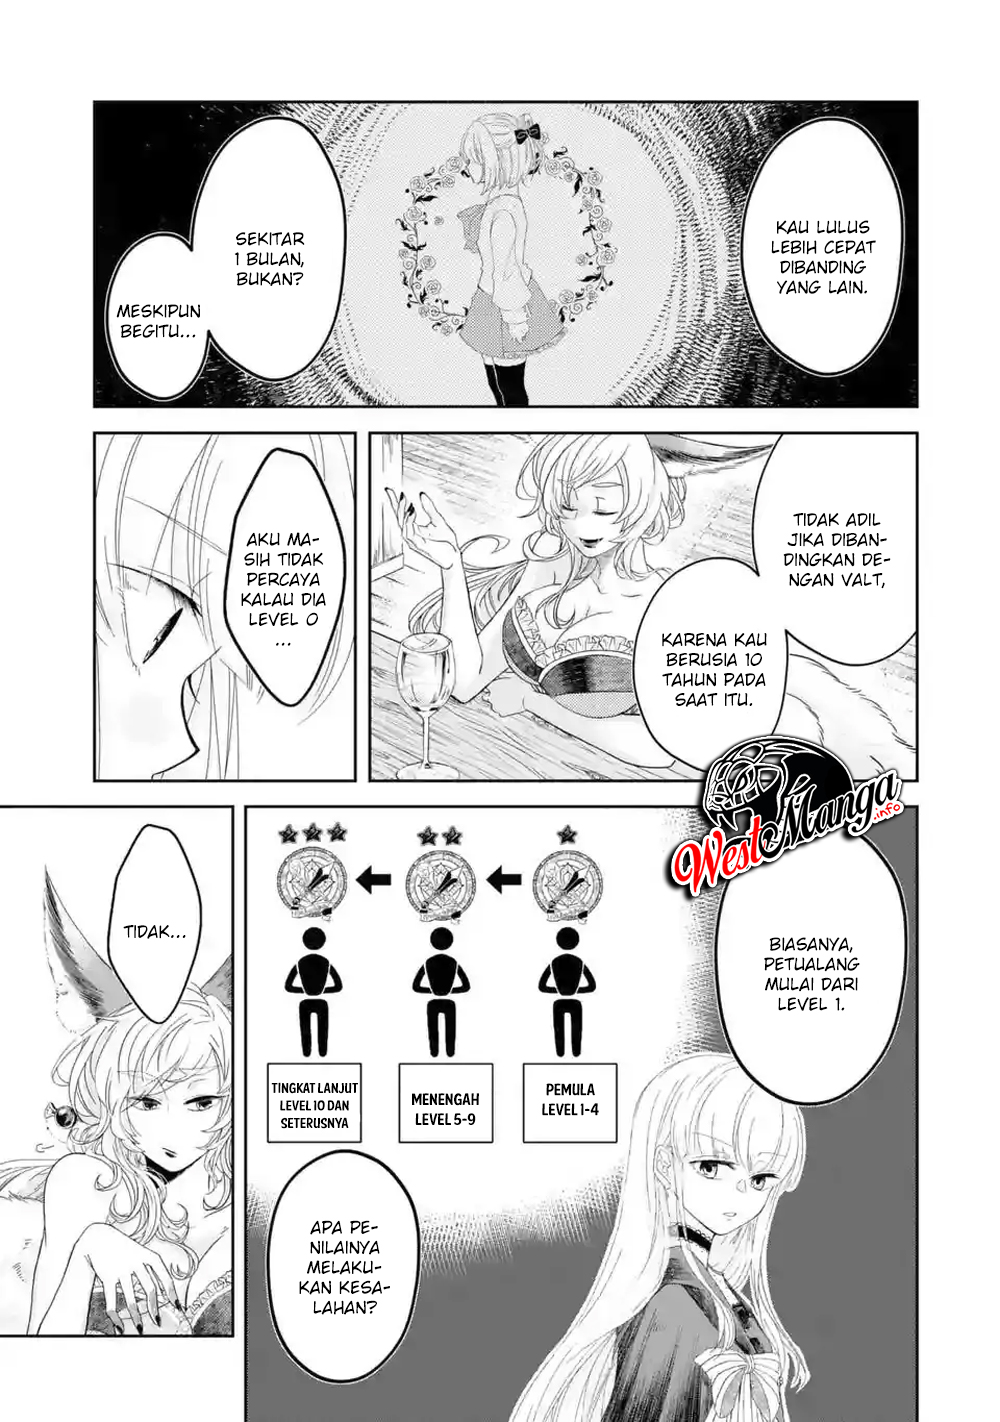 KAU LULUS
LEBIH CEPAT
DIBANDING
YANG LAIN.
SEKITAR
1 BULAN,
BUKAN?
MESKIPUN
BEGITU...
TIDAK ADIL
JIKA DIBAN-
DINGKAN DE-
NGAN VALT,
KARENA KAU
BERUSIA 10
TAHUN PADA
SAAT ITU.
AKU MA-
SIH TIDAK
PERCAYA
KALAU DIA
LEVEL 0
...
WestManga.info
BIASANYA,
PETUALANG
MULAI DARI
LEVEL 1.
PEMULA
LEVEL 1-4
MENENGAH
LEVEL 5-9
TINGKAT LANJUT
LEVEL 10 DAN
SETERUSNYA
APA PE-
NILAINYA
MELAKU-
KAN KESA-
LAHAN?
TIDAK...